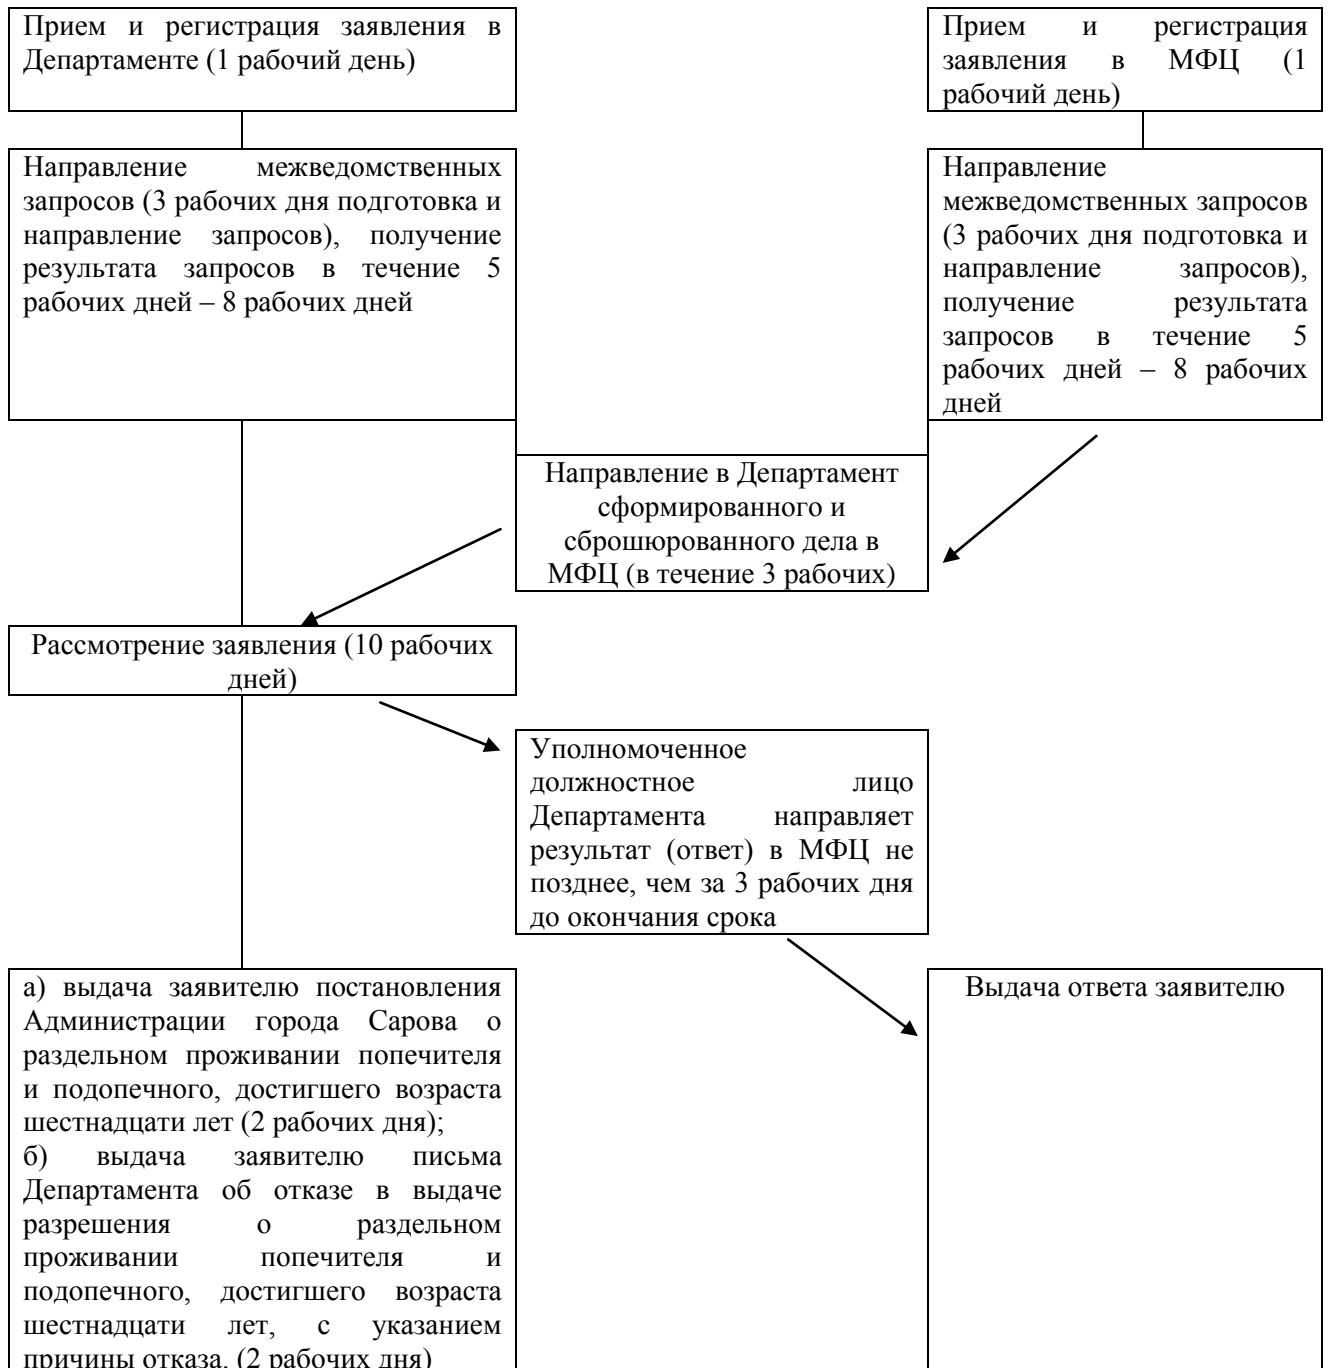 Прием и регистрация заявления в
Департаменте (1 рабочий день)
Прием и регистрация
заявления в МФЦ (1
рабочий день)
Направление межведомственных
запросов (3 рабочих дня подготовка и
направление запросов), получение
результата запросов в течение 5
рабочих дней – 8 рабочих дней
Направление
межведомственных запросов
(3 рабочих дня подготовка и
направление запросов),
получение результата
запросов в течение 5
рабочих дней – 8 рабочих
дней
Направление в Департамент
сформированного и
сброшюрованного дела в
МФЦ (в течение 3 рабочих)
Рассмотрение заявления (10 рабочих
дней)
Уполномоченное
должностное лицо
Департамента направляет
результат (ответ) в МФЦ не
позднее, чем за 3 рабочих дня
до окончания срока
а) выдача заявителю постановления
Администрации города Сарова о
раздельном проживании попечителя
и подопечного, достигшего возраста
шестнадцати лет (2 рабочих дня);
б) выдача заявителю письма
Департамента об отказе в выдаче
разрешения о раздельном
проживании попечителя и
подопечного, достигшего возраста
шестнадцати лет, с указанием
причины отказа. (2 рабочих дня)
Выдача ответа заявителю